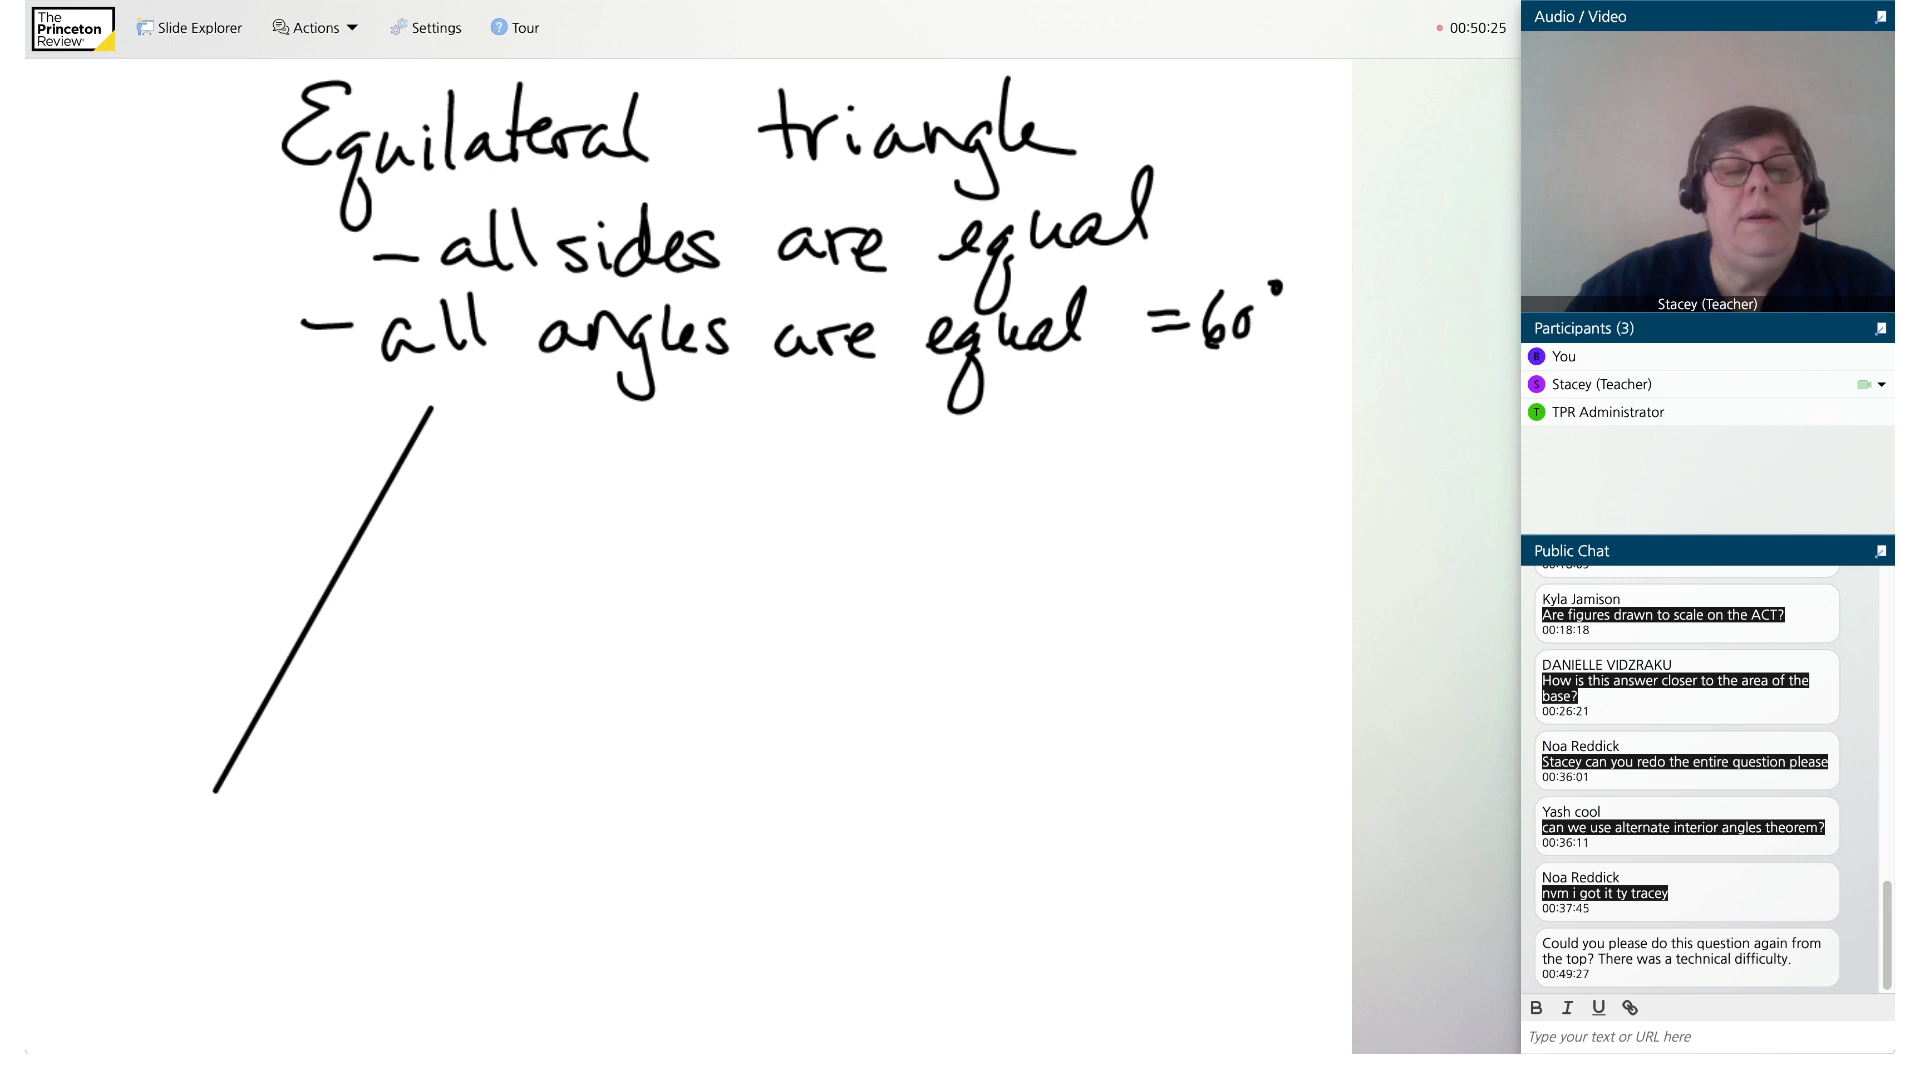 The
Princeton
Review
Slide Explorer
Actions
Settings
? Tour
00:50:25
Equilateral triangle
- all sides are equal
- all angles are equal = 60°
Audio / Video
Stacey (Teacher)
Participants (3)
B You
S Stacey (Teacher)
T TPR Administrator
Public Chat
Kyla Jamison
Are figures drawn to scale on the ACT?
00:18:18
DANIELLE VIDZRAKU
How is this answer closer to the area of the
base?
00:26:21
Noa Reddick
Stacey can you redo the entire question please
00:36:01
Yash cool
can we use alternate interior angles theorem?
00:36:11
Noa Reddick
nvm i got it ty tracey
00:37:45
Could you please do this question again from
the top? There was a technical difficulty.
00:49:27
B I U
Type your text or URL here